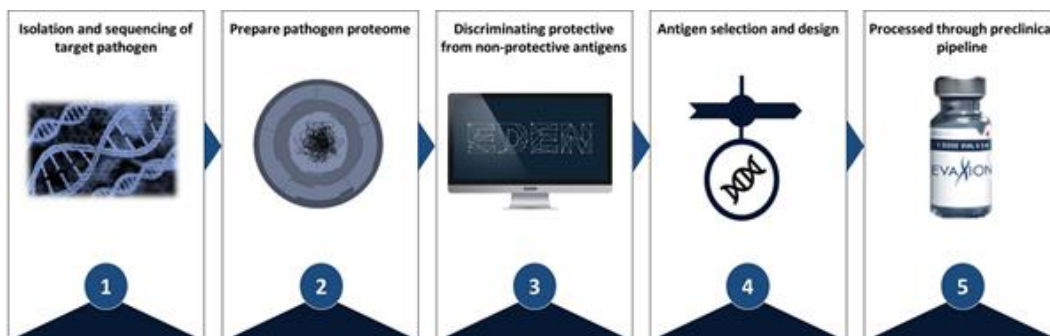 Isolation and sequencing of
target pathogen
Prepare pathogen proteome
Discriminating protective
from non-protective antigens
Antigen selection and design
Processed through preclinical
pipeline
EDEN
EVAXION
1
2
3
4
5